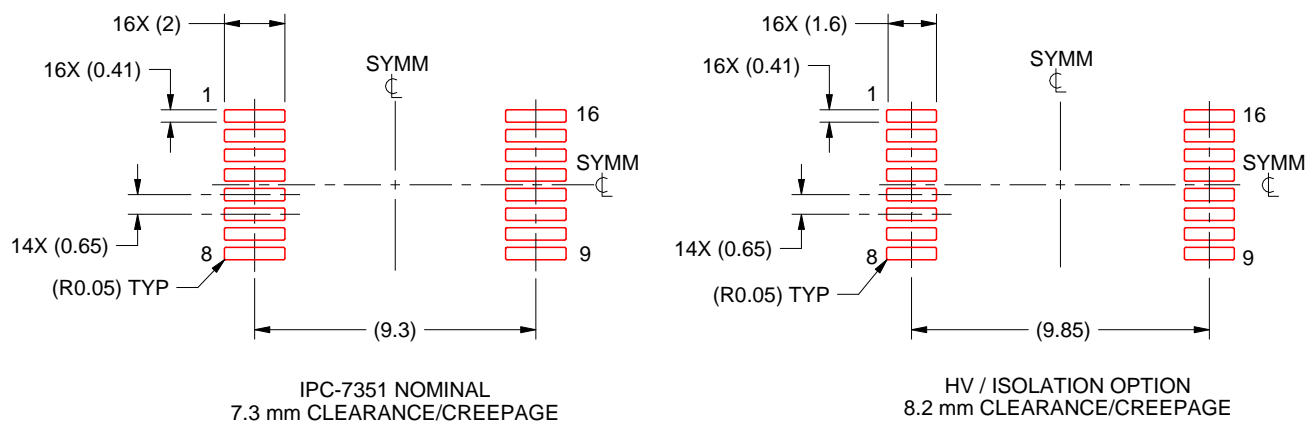 16X (2)
16X (0.41)
1
SYMM
16
SYMM
14X (0.65)
8
9
(R0.05) TYP
(9.3)
IPC-7351 NOMINAL
7.3 mm CLEARANCE/CREEPAGE
16X (1.6)
16X (0.41)
1
SYMM
16
SYMM
14X (0.65)
8
9
(R0.05) TYP
(9.85)
HV / ISOLATION OPTION
8.2 mm CLEARANCE/CREEPAGE